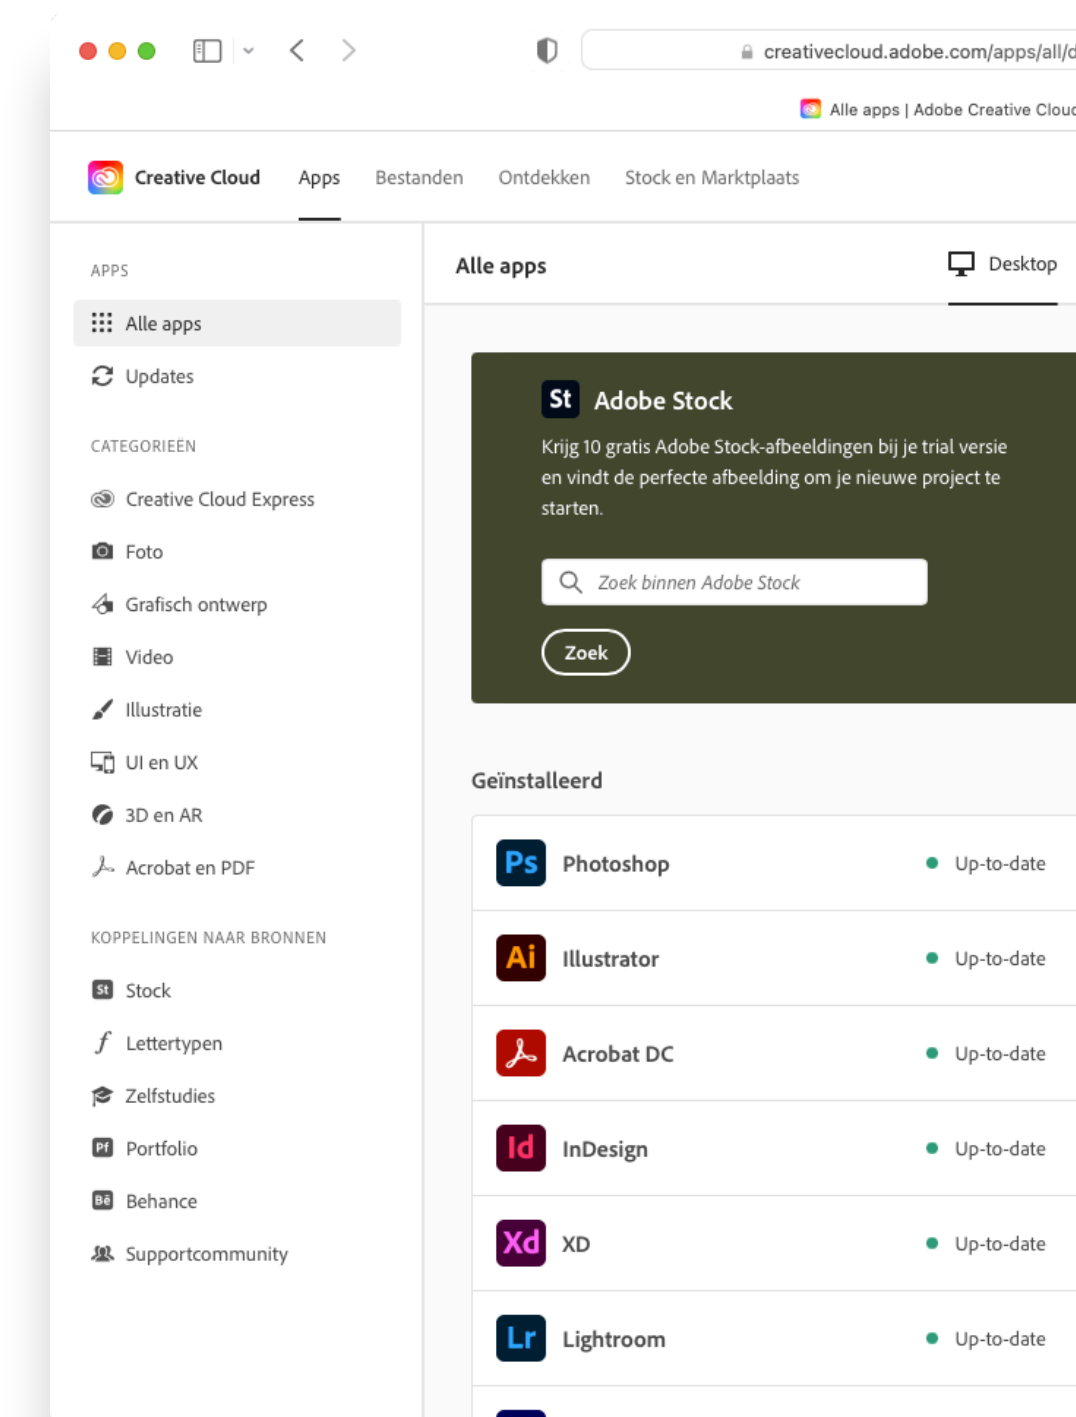 creativecloud.adobe.com/apps/all/d
Alle apps | Adobe Creative Cloud
Creative Cloud
Apps
Bestanden
Ontdekken
Stock en Marktplaats
APPS
Alle apps
Updates
CATEGORIEËN
Creative Cloud Express
Foto
Grafisch ontwerp
Video
Illustratie
UI en UX
3D en AR
Acrobat en PDF
KOPPELINGEN NAAR BRONNEN
St Stock
Lettertypen
Zelfstudies
Pf Portfolio
Bē Behance
Supportcommunity
Alle apps
Desktop
St Adobe Stock
Krijg 10 gratis Adobe Stock-afbeeldingen bij je trial versie
en vindt de perfecte afbeelding om je nieuwe project te
starten.
Zoek binnen Adobe Stock
Zoek
Geïnstalleerd
Ps Photoshop Up-to-date
Ai Illustrator Up-to-date
Acrobat DC Up-to-date
Id InDesign Up-to-date
Xd XD Up-to-date
Lr Lightroom Up-to-date